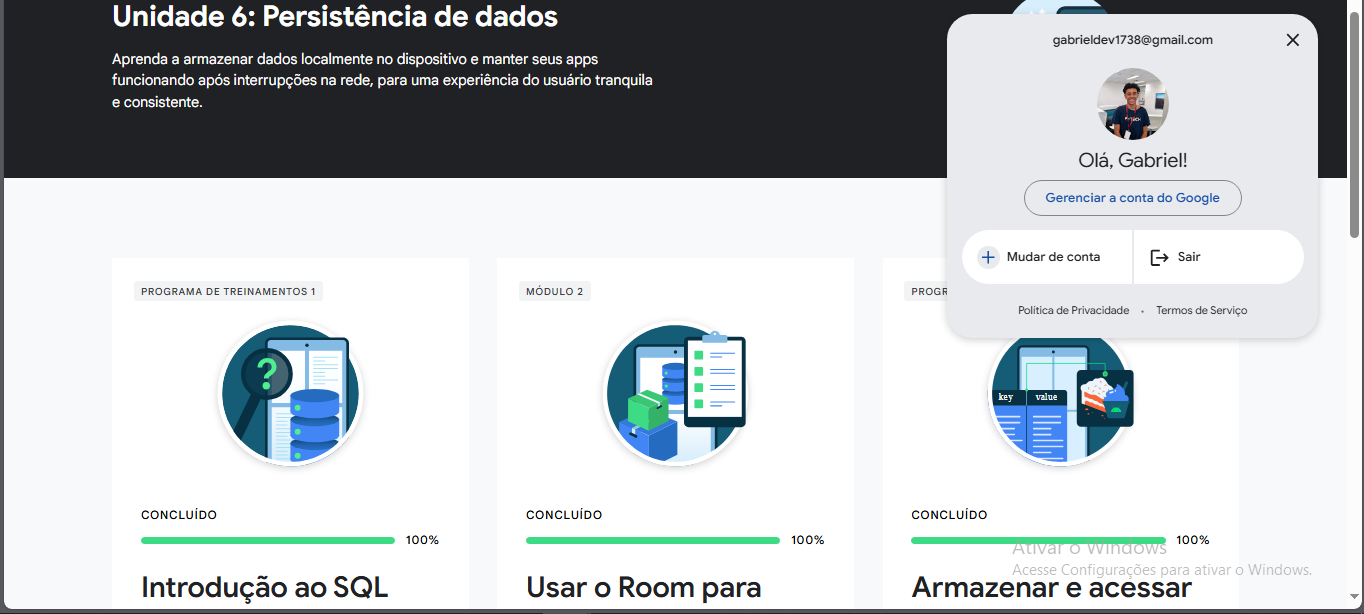 Unidade 6: Persistência de dados
Aprenda a armazenar dados localmente no dispositivo e manter seus apps
funcionando após interrupções na rede, para uma experiência do usuário tranquila
e consistente.
gabrieldev1738@gmail.com
Olá, Gabriel!
Gerenciar a conta do Google
Mudar de conta
Sair
Política de Privacidade
Termos de Serviço
PROGRAMA DE TREINAMENTOS 1
?
CONCLUÍDO
100%
Introdução ao SQL
MÓDULO 2
CONCLUÍDO
100%
Usar o Room para
PROGR
key value
CONCLUÍDO
100%
Armazenar e acessar
Ativar o Windows
Acesse Configurações para ativar o Windows.